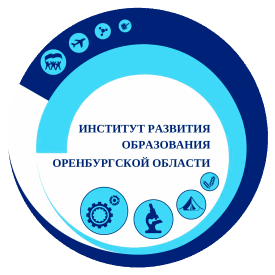 ИНСТИТУТ РАЗВИТИЯ
ОБРАЗОВАНИЯ
ОРЕНБУРГСКОЙ ОБЛАСТИ